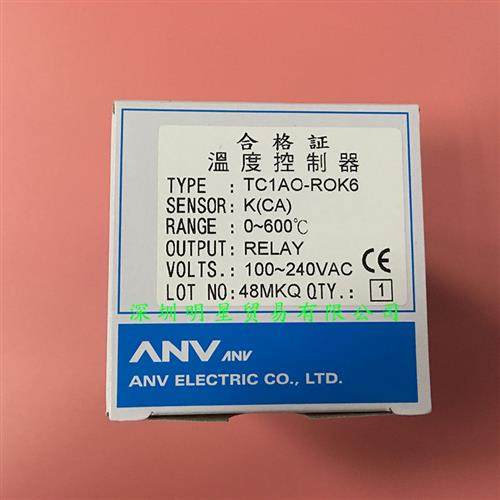 合格証
溫度控制器
TYPE : TC1AO-ROK6
SENSOR: K(CA)
RANGE : 0~600℃
OUTPUT: RELAY
VOLTS. : 100~240VAC CE
LOT NO: 48MKQ QTY. : 1
深圳明星贸易有限公司
ANV ANV
ANV ELECTRIC CO., LTD.